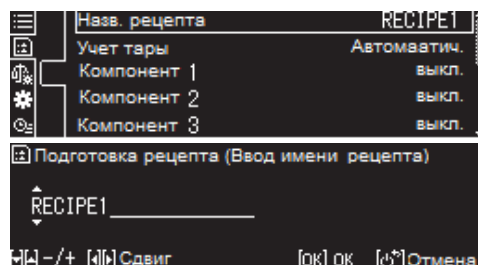 Назв. рецепта RECIPE1
Учет тары Автомаатич.
Компонент 1 выкл.
Компонент 2 выкл.
Компонент 3 выкл.
Подготовка рецепта (Ввод имени рецепта)
RECIPE1
-/+ Сдвиг [OK] OK Отмена